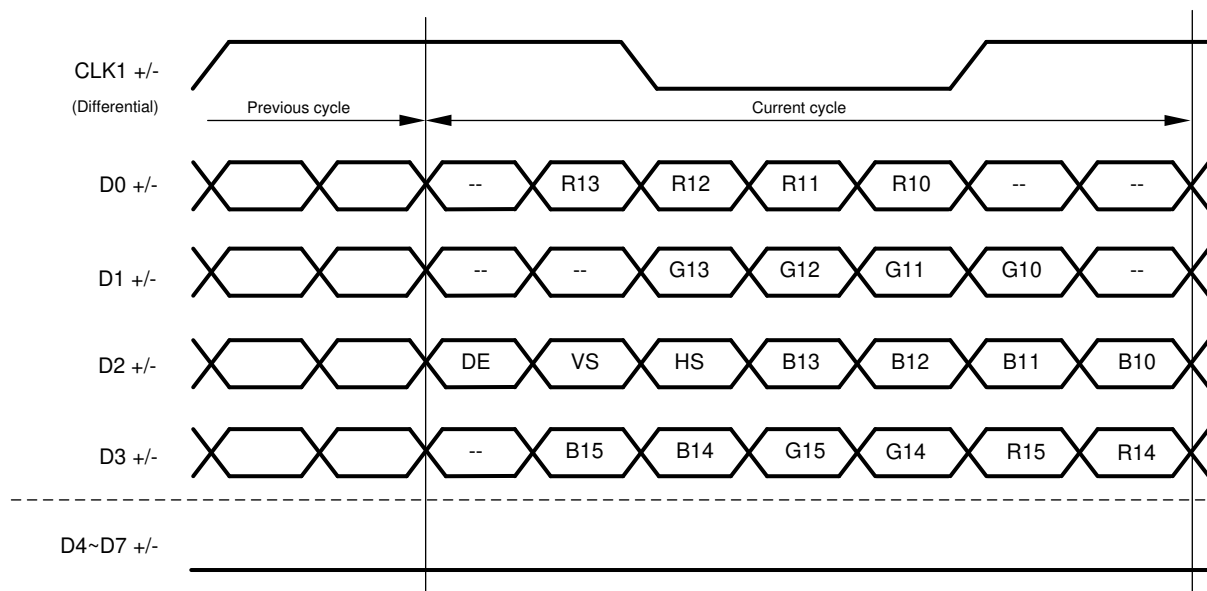 CLK1 +/-
(Differential)
Previous cycle
Current cycle
D0 +/- -- R13 R12 R11 R10 -- --
D1 +/- -- -- G13 G12 G11 G10 --
D2 +/- DE VS HS B13 B12 B11 B10
D3 +/- -- B15 B14 G15 G14 R15 R14
D4~D7 +/-